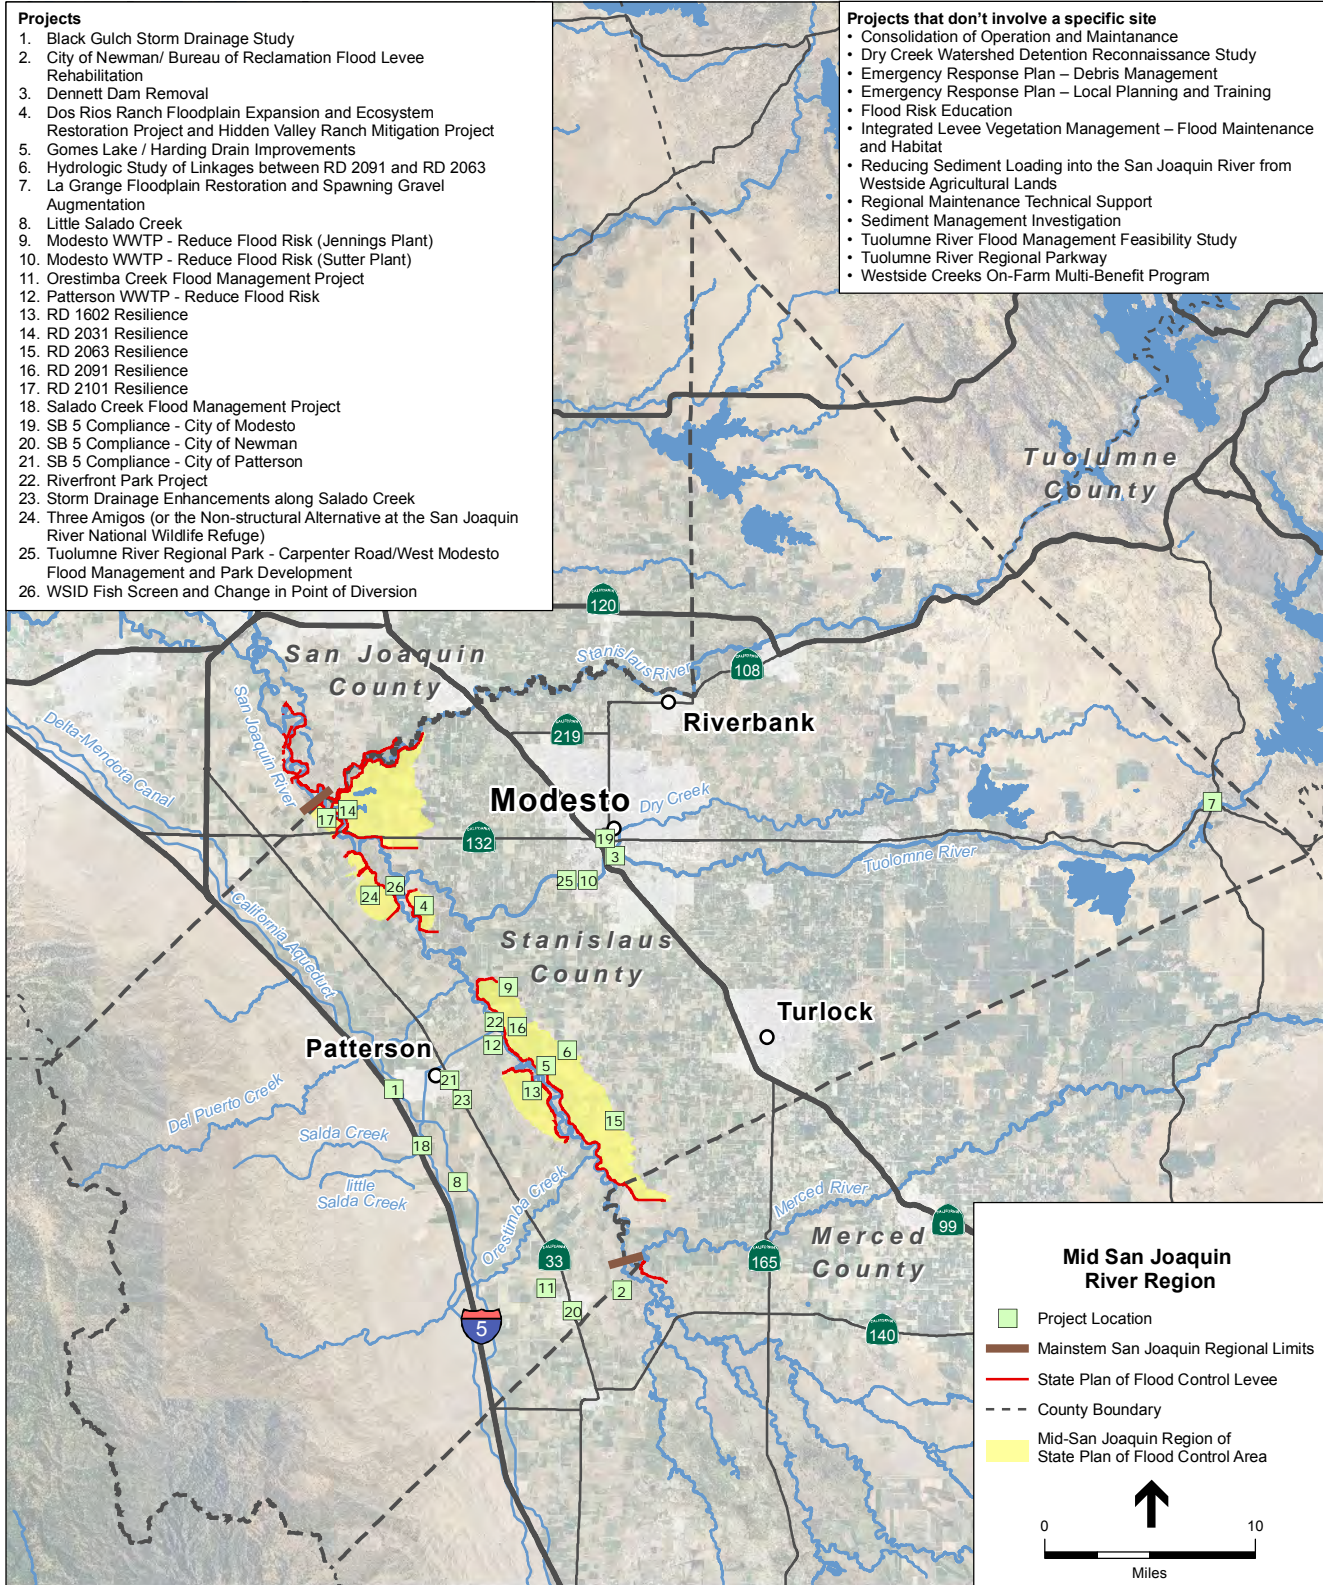 Projects
1. Black Gulch Storm Drainage Study
2. City of Newman/ Bureau of Reclamation Flood Levee
Rehabilitation
3. Dennett Dam Removal
4. Dos Rios Ranch Floodplain Expansion and Ecosystem
Restoration Project and Hidden Valley Ranch Mitigation Project
5. Gomes Lake / Harding Drain Improvements
6. Hydrologic Study of Linkages between RD 2091 and RD 2063
7. La Grange Floodplain Restoration and Spawning Gravel
Augmentation
8. Little Salado Creek
9. Modesto WWTP - Reduce Flood Risk (Jennings Plant)
10. Modesto WWTP - Reduce Flood Risk (Sutter Plant)
11. Orestimba Creek Flood Management Project
12. Patterson WWTP - Reduce Flood Risk
13. RD 1602 Resilience
14. RD 2031 Resilience
15. RD 2063 Resilience
16. RD 2091 Resilience
17. RD 2101 Resilience
18. Salado Creek Flood Management Project
19. SB 5 Compliance - City of Modesto
20. SB 5 Compliance - City of Newman
21. SB 5 Compliance - City of Patterson
22. Riverfront Park Project
23. Storm Drainage Enhancements along Salado Creek
24. Three Amigos (or the Non-structural Alternative at the San Joaquin
River National Wildlife Refuge)
25. Tuolumne River Regional Park - Carpenter Road/West Modesto
Flood Management and Park Development
26. WSID Fish Screen and Change in Point of Diversion
Projects that don't involve a specific site
• Consolidation of Operation and Maintanance
• Dry Creek Watershed Detention Reconnaissance Study
• Emergency Response Plan – Debris Management
• Emergency Response Plan – Local Planning and Training
• Flood Risk Education
• Integrated Levee Vegetation Management – Flood Maintenance
and Habitat
• Reducing Sediment Loading into the San Joaquin River from
Westside Agricultural Lands
• Regional Maintenance Technical Support
• Sediment Management Investigation
• Tuolumne River Flood Management Feasibility Study
• Tuolumne River Regional Parkway
• Westside Creeks On-Farm Multi-Benefit Program
Tuolumne
County
CALIFORNIA
120
San Joaquin
County
Stanislaus River
CALIFORNIA
108
Riverbank
CALIFORNIA
219
San Joaquin River
Delta-Mendota Canal
Modesto
Dry Creek
7
14
17
CALIFORNIA
132
19
3
Tuolomne River
26
24
25
10
4
California Aqueduct
Stanislaus
County
9
Turlock
22
16
12
Patterson
6
5
21
1
13
23
Del Puerto Creek
15
Salda Creek
18
little
Salda Creek
8
Orestimba Creek
Merced River
CALIFORNIA
99
Merced
County
CALIFORNIA
33
CALIFORNIA
165
11
2
20
5
CALIFORNIA
140
Mid San Joaquin
River Region
Project Location
Mainstem San Joaquin Regional Limits
State Plan of Flood Control Levee
County Boundary
Mid-San Joaquin Region of
State Plan of Flood Control Area
0 10
Miles